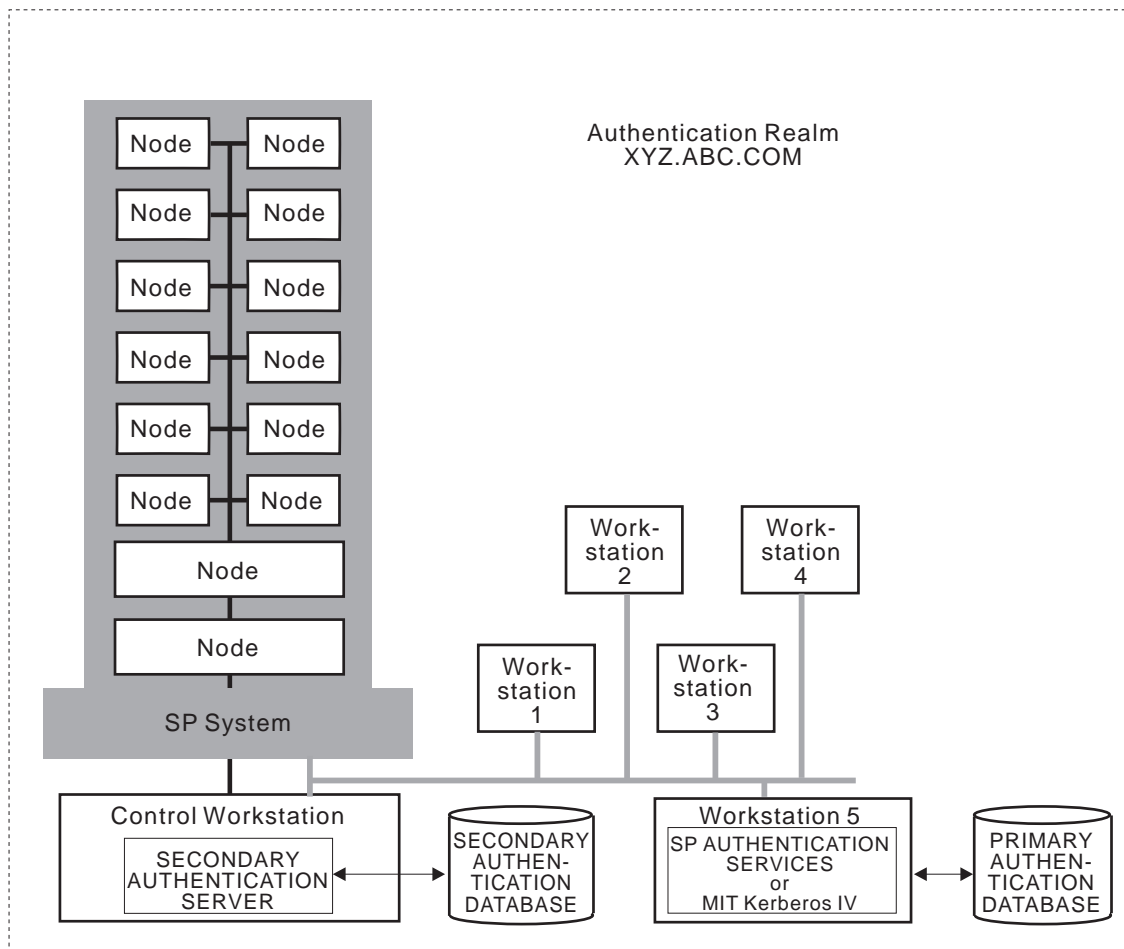 Authentication Realm
XYZ.ABC.COM
Node Node
Node Node
Node Node
Node Node
Node Node
Node Node
Node
Node
SP System
Work-
station
2
Work-
station
4
Work-
station
1
Work-
station
3
Control Workstation
SECONDARY
AUTHENTICATION
SERVER
SECONDARY
AUTHEN-
TICATION
DATABASE
Workstation 5
SP AUTHENTICATION
SERVICES
or
MIT Kerberos IV
PRIMARY
AUTHEN-
TICATION
DATABASE